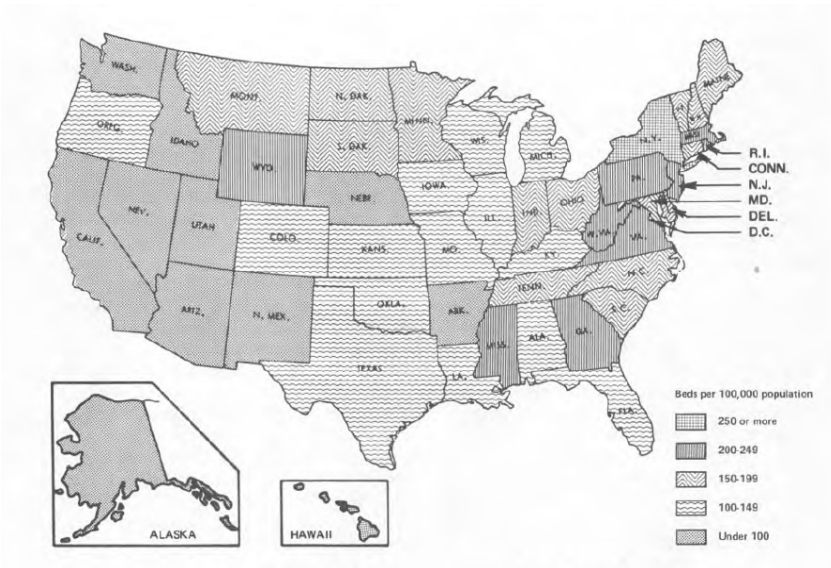 WASH.
MONT.
N. DAK.
MINN.
MAINE
OREG.
IDAHO
S. DAK.
WIS.
MICH.
N.Y.
WYO.
R.I.
CONN.
N.J.
MD.
DEL.
D.C.
IOWA
NEBR.
PA.
NEV.
UTAH
COLO.
ILL.
IND.
OHIO
W. VA.
VA.
CALIF.
KANS.
MO.
KY.
N.C.
TENN.
ARIZ.
N. MEX.
OKLA.
ARK.
S.C.
MISS.
ALA.
GA.
TEXAS
LA.
FLA.
Beds per 100,000 population
250 or more
200-249
150-199
100-149
Under 100
ALASKA
HAWAII